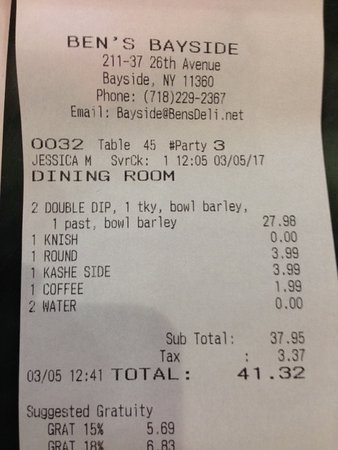 BEN'S BAYSIDE
211-37 26th Avenue
Bayside, NY 11360
Phone: (718)229-2367
Email: Bayside@BensDeli.net
0032 Table 45 #Party 3
JESSICA M SvrCk: 1 12:05 03/05/17
DINING ROOM
2 DOUBLE DIP, 1 tky, bowl barley,
1 past, bowl barley 27.98
1 KNISH 0.00
1 ROUND 3.99
1 KASHE SIDE 3.99
1 COFFEE 1.99
2 WATER 0.00
Sub Total: 37.95
Tax : 3.37
03/05 12:41 TOTAL: 41.32
Suggested Gratuity
GRAT 15% 5.69
GRAT 18% 6.83